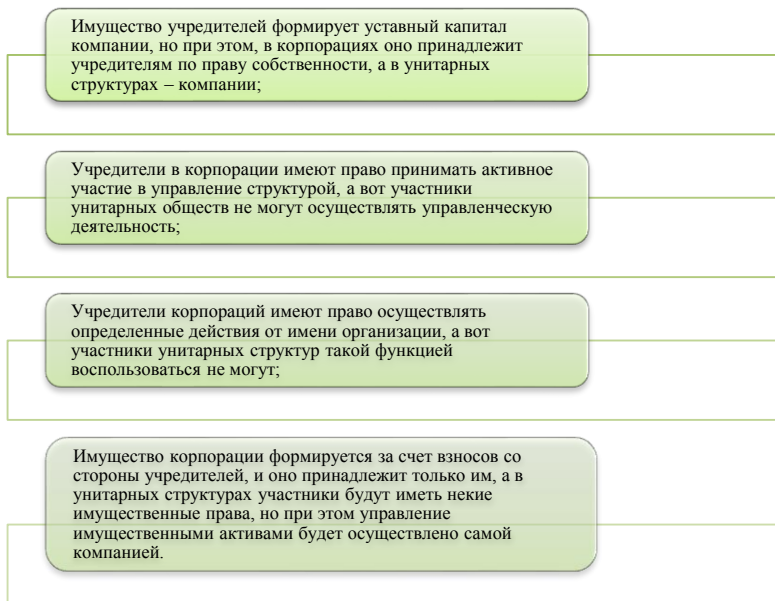 Имущество учредителей формирует уставный капитал
компании, но при этом, в корпорациях оно принадлежит
учредителям по праву собственности, а в унитарных
структурах – компании;
Учредители в корпорации имеют право принимать активное
участие в управление структурой, а вот участники
унитарных обществ не могут осуществлять управленческую
деятельность;
Учредители корпораций имеют право осуществлять
определенные действия от имени организации, а вот
участники унитарных структур такой функцией
воспользоваться не могут;
Имущество корпорации формируется за счет взносов со
стороны учредителей, и оно принадлежит только им, а в
унитарных структурах участники будут иметь некие
имущественные права, но при этом управление
имущественными активами будет осуществлено самой
компанией.